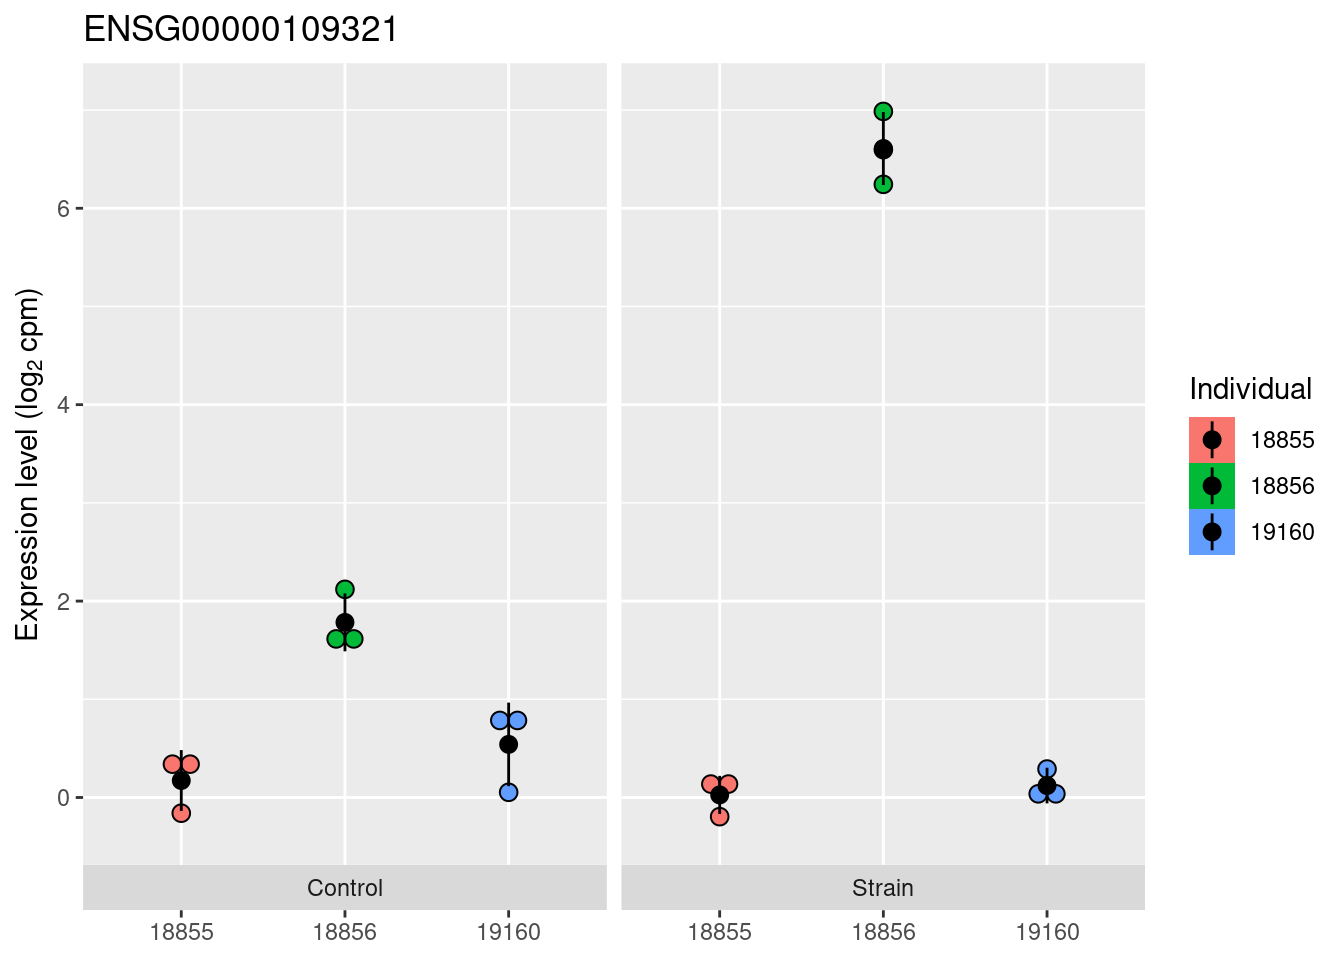 ENSG00000109321
Expression level (log₂ cpm)
6
4
2
0
Control
Strain
18855
18856
19160
18855
18856
19160
Individual
18855
18856
19160